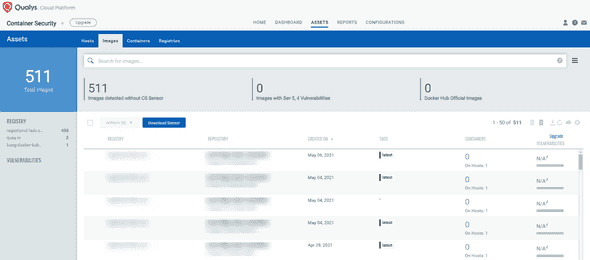 Qualys. Cloud Platform
Container Security Upgrade
HOME DASHBOARD ASSETS REPORTS CONFIGURATIONS
Assets
Hosts Images Containers Registries
511
Total Images
Search for images...
511
Images detected without CS Sensor
0
Images with Sev 5, 4 Vulnerabilities
0
Docker Hub Official Images
Actions (0) Download Sensor
1 - 50 of 511
REGISTRY
2
2
VULNERABILITIES
REGISTRY REPOSITORY CREATED ON TAGS CONTAINERS Upgrade
VULNERABILITIES
May 05, 2021 latest 0 N/A
On Hosts: 1
May 04, 2021 latest 0 N/A
On Hosts: 1
May 04, 2021 - 0 N/A
On Hosts: 1
May 04, 2021 latest 0 N/A
On Hosts: 1
Apr 29, 2021 latest 0 N/A
On Hosts: 1